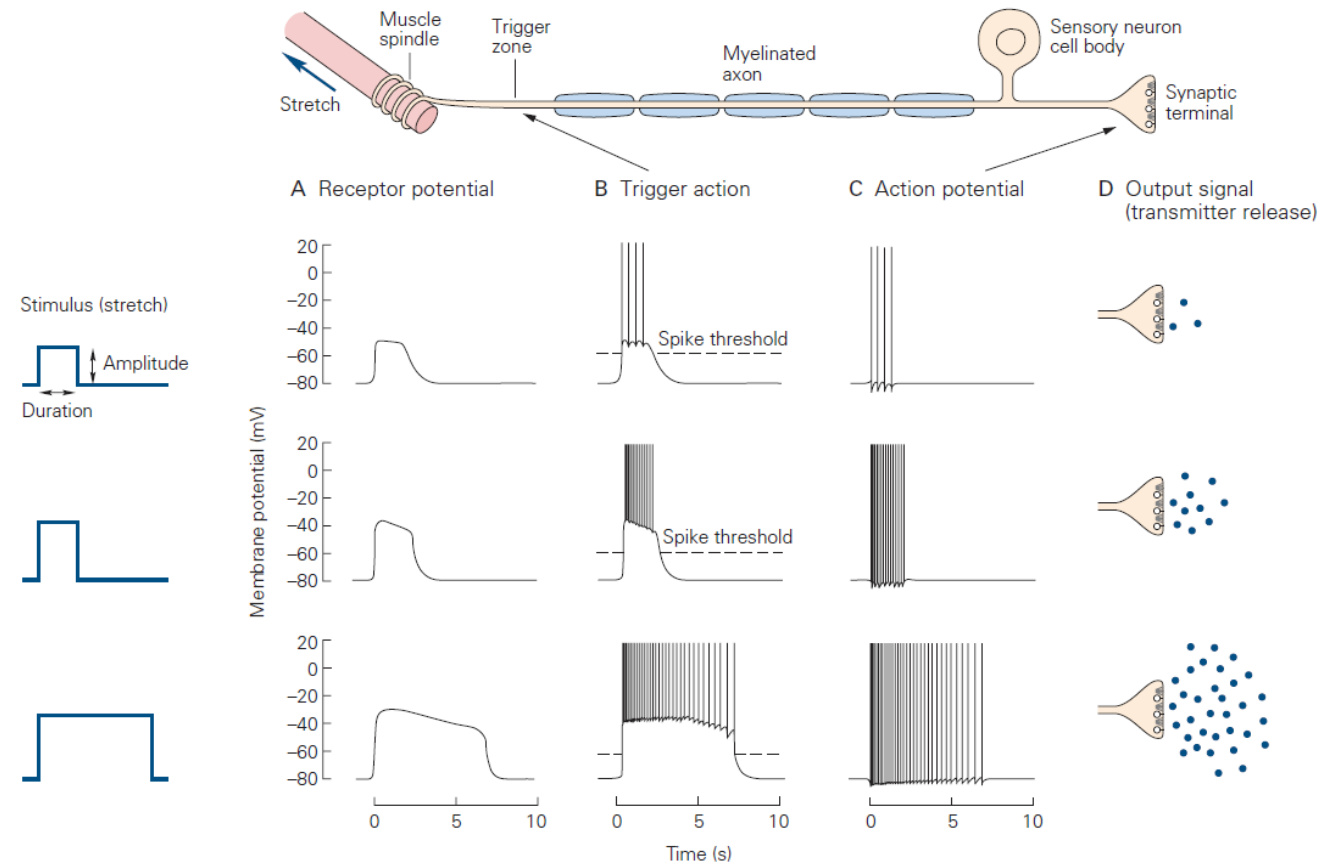 Muscle
spindle
Trigger
zone
Myelinated
axon
Sensory neuron
cell body
Stretch
Synaptic
terminal
A Receptor potential
B Trigger action
C Action potential
D Output signal
(transmitter release)
Stimulus (stretch)
Amplitude
Duration
Membrane potential (mV)
20
0
−20
−40
−60
−80
Spike threshold
20
0
−20
−40
−60
−80
Spike threshold
20
0
−20
−40
−60
−80
0 5 10
0 5 10
0 5 10
Time (s)